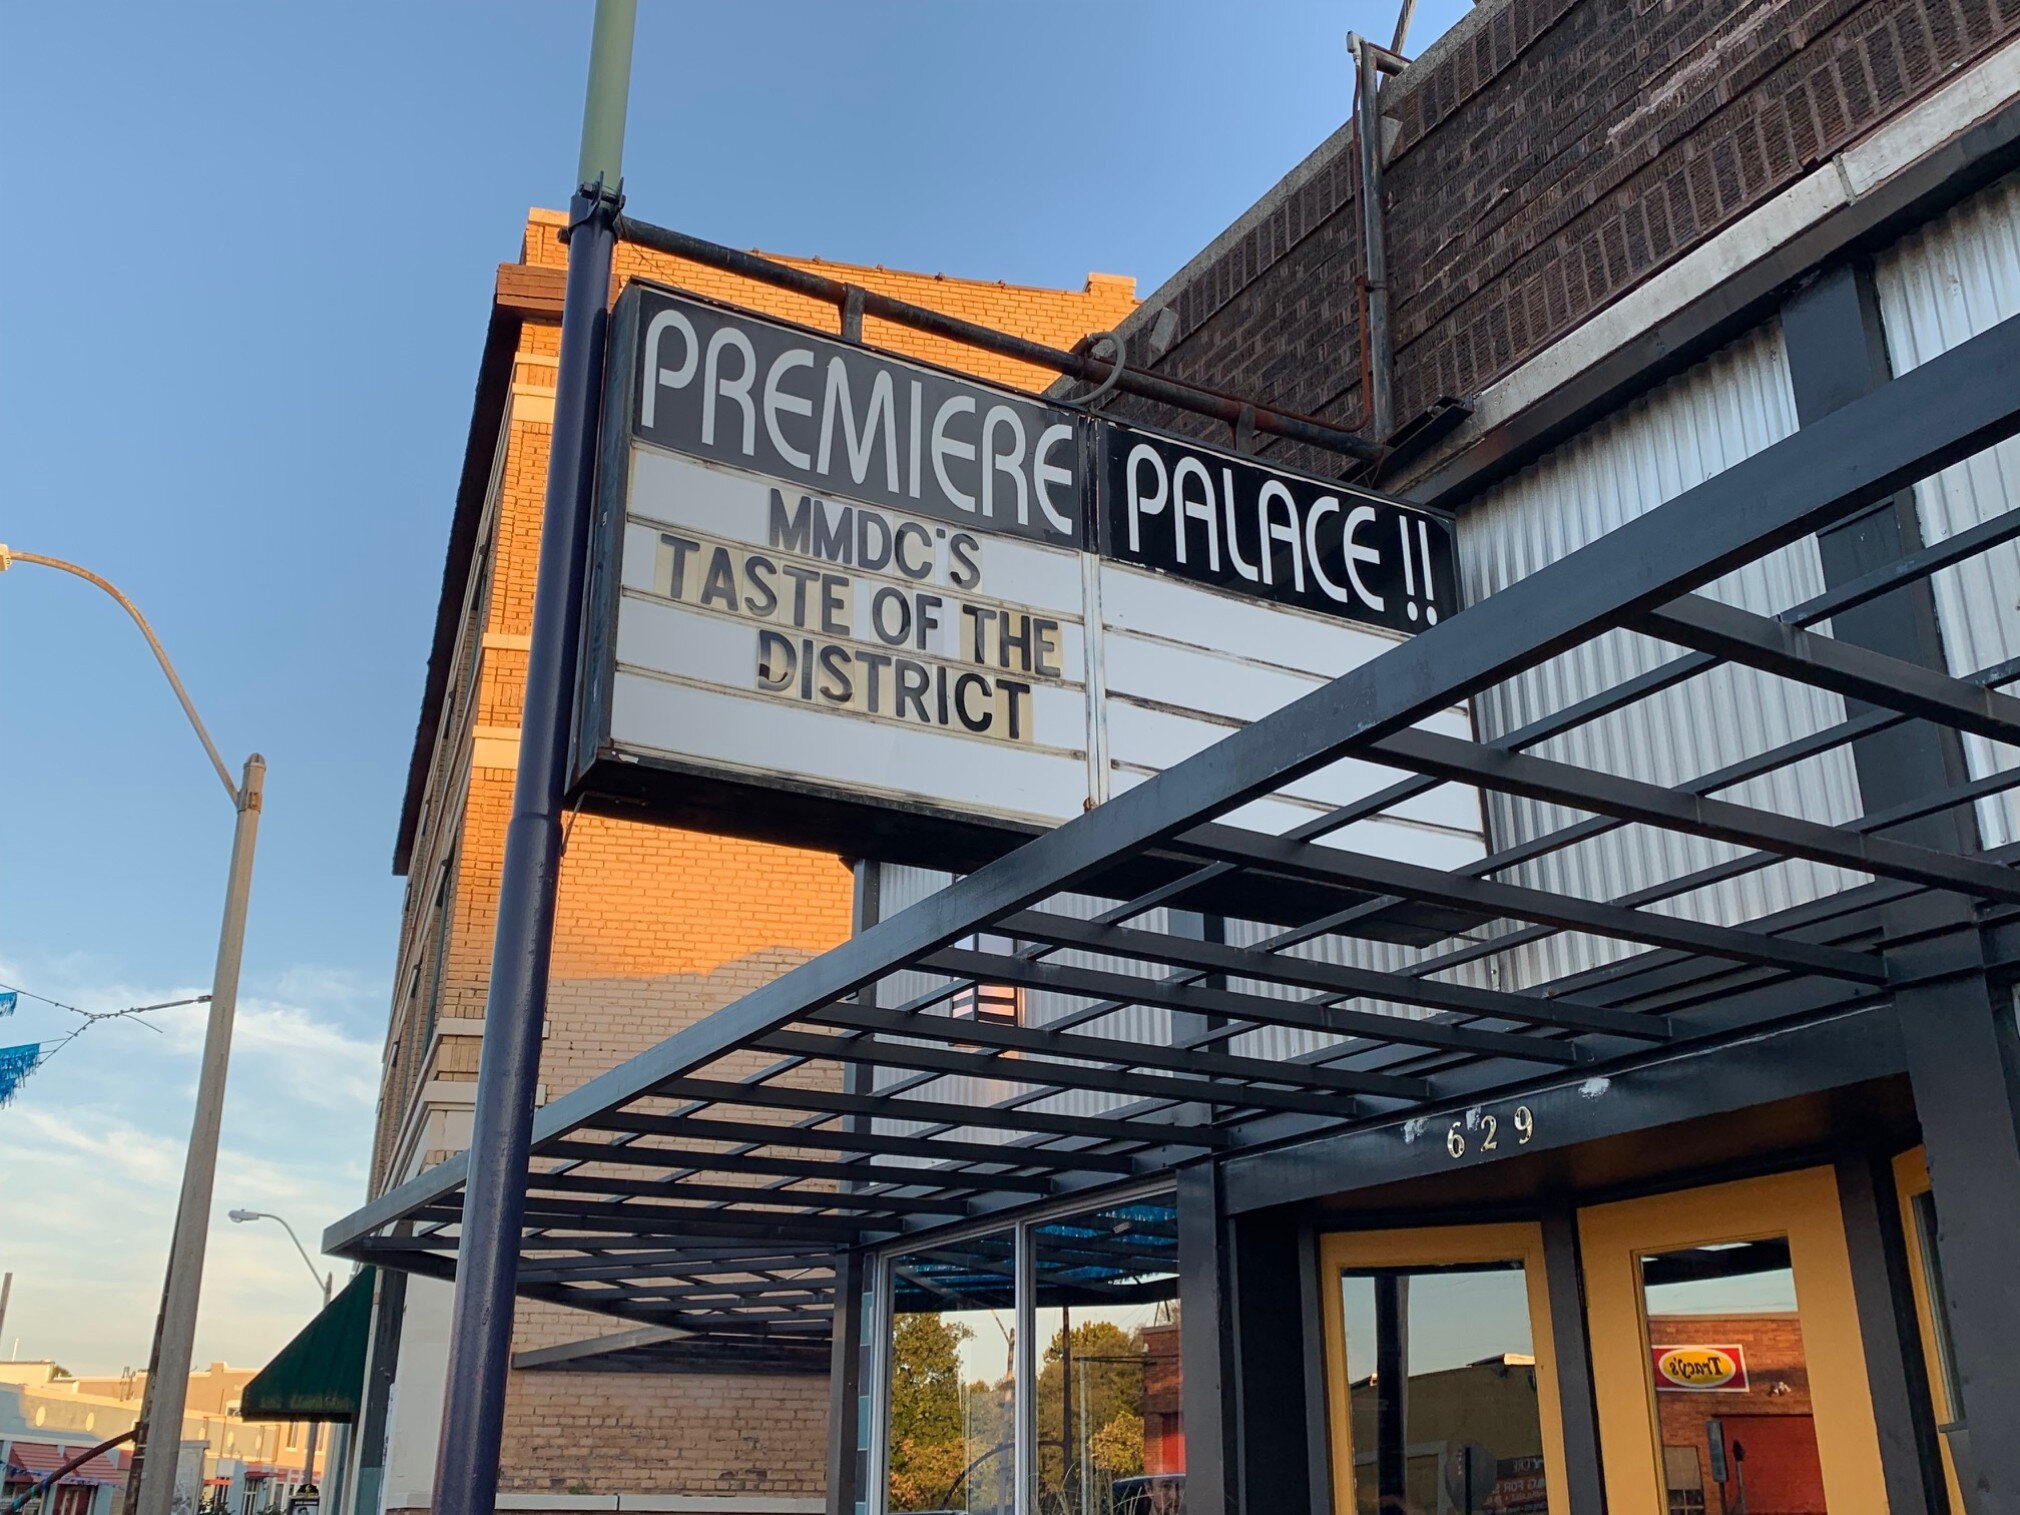 PREMIERE PALACE!!
MMDC'S
TASTE OF THE
DISTRICT
629
Tracy's